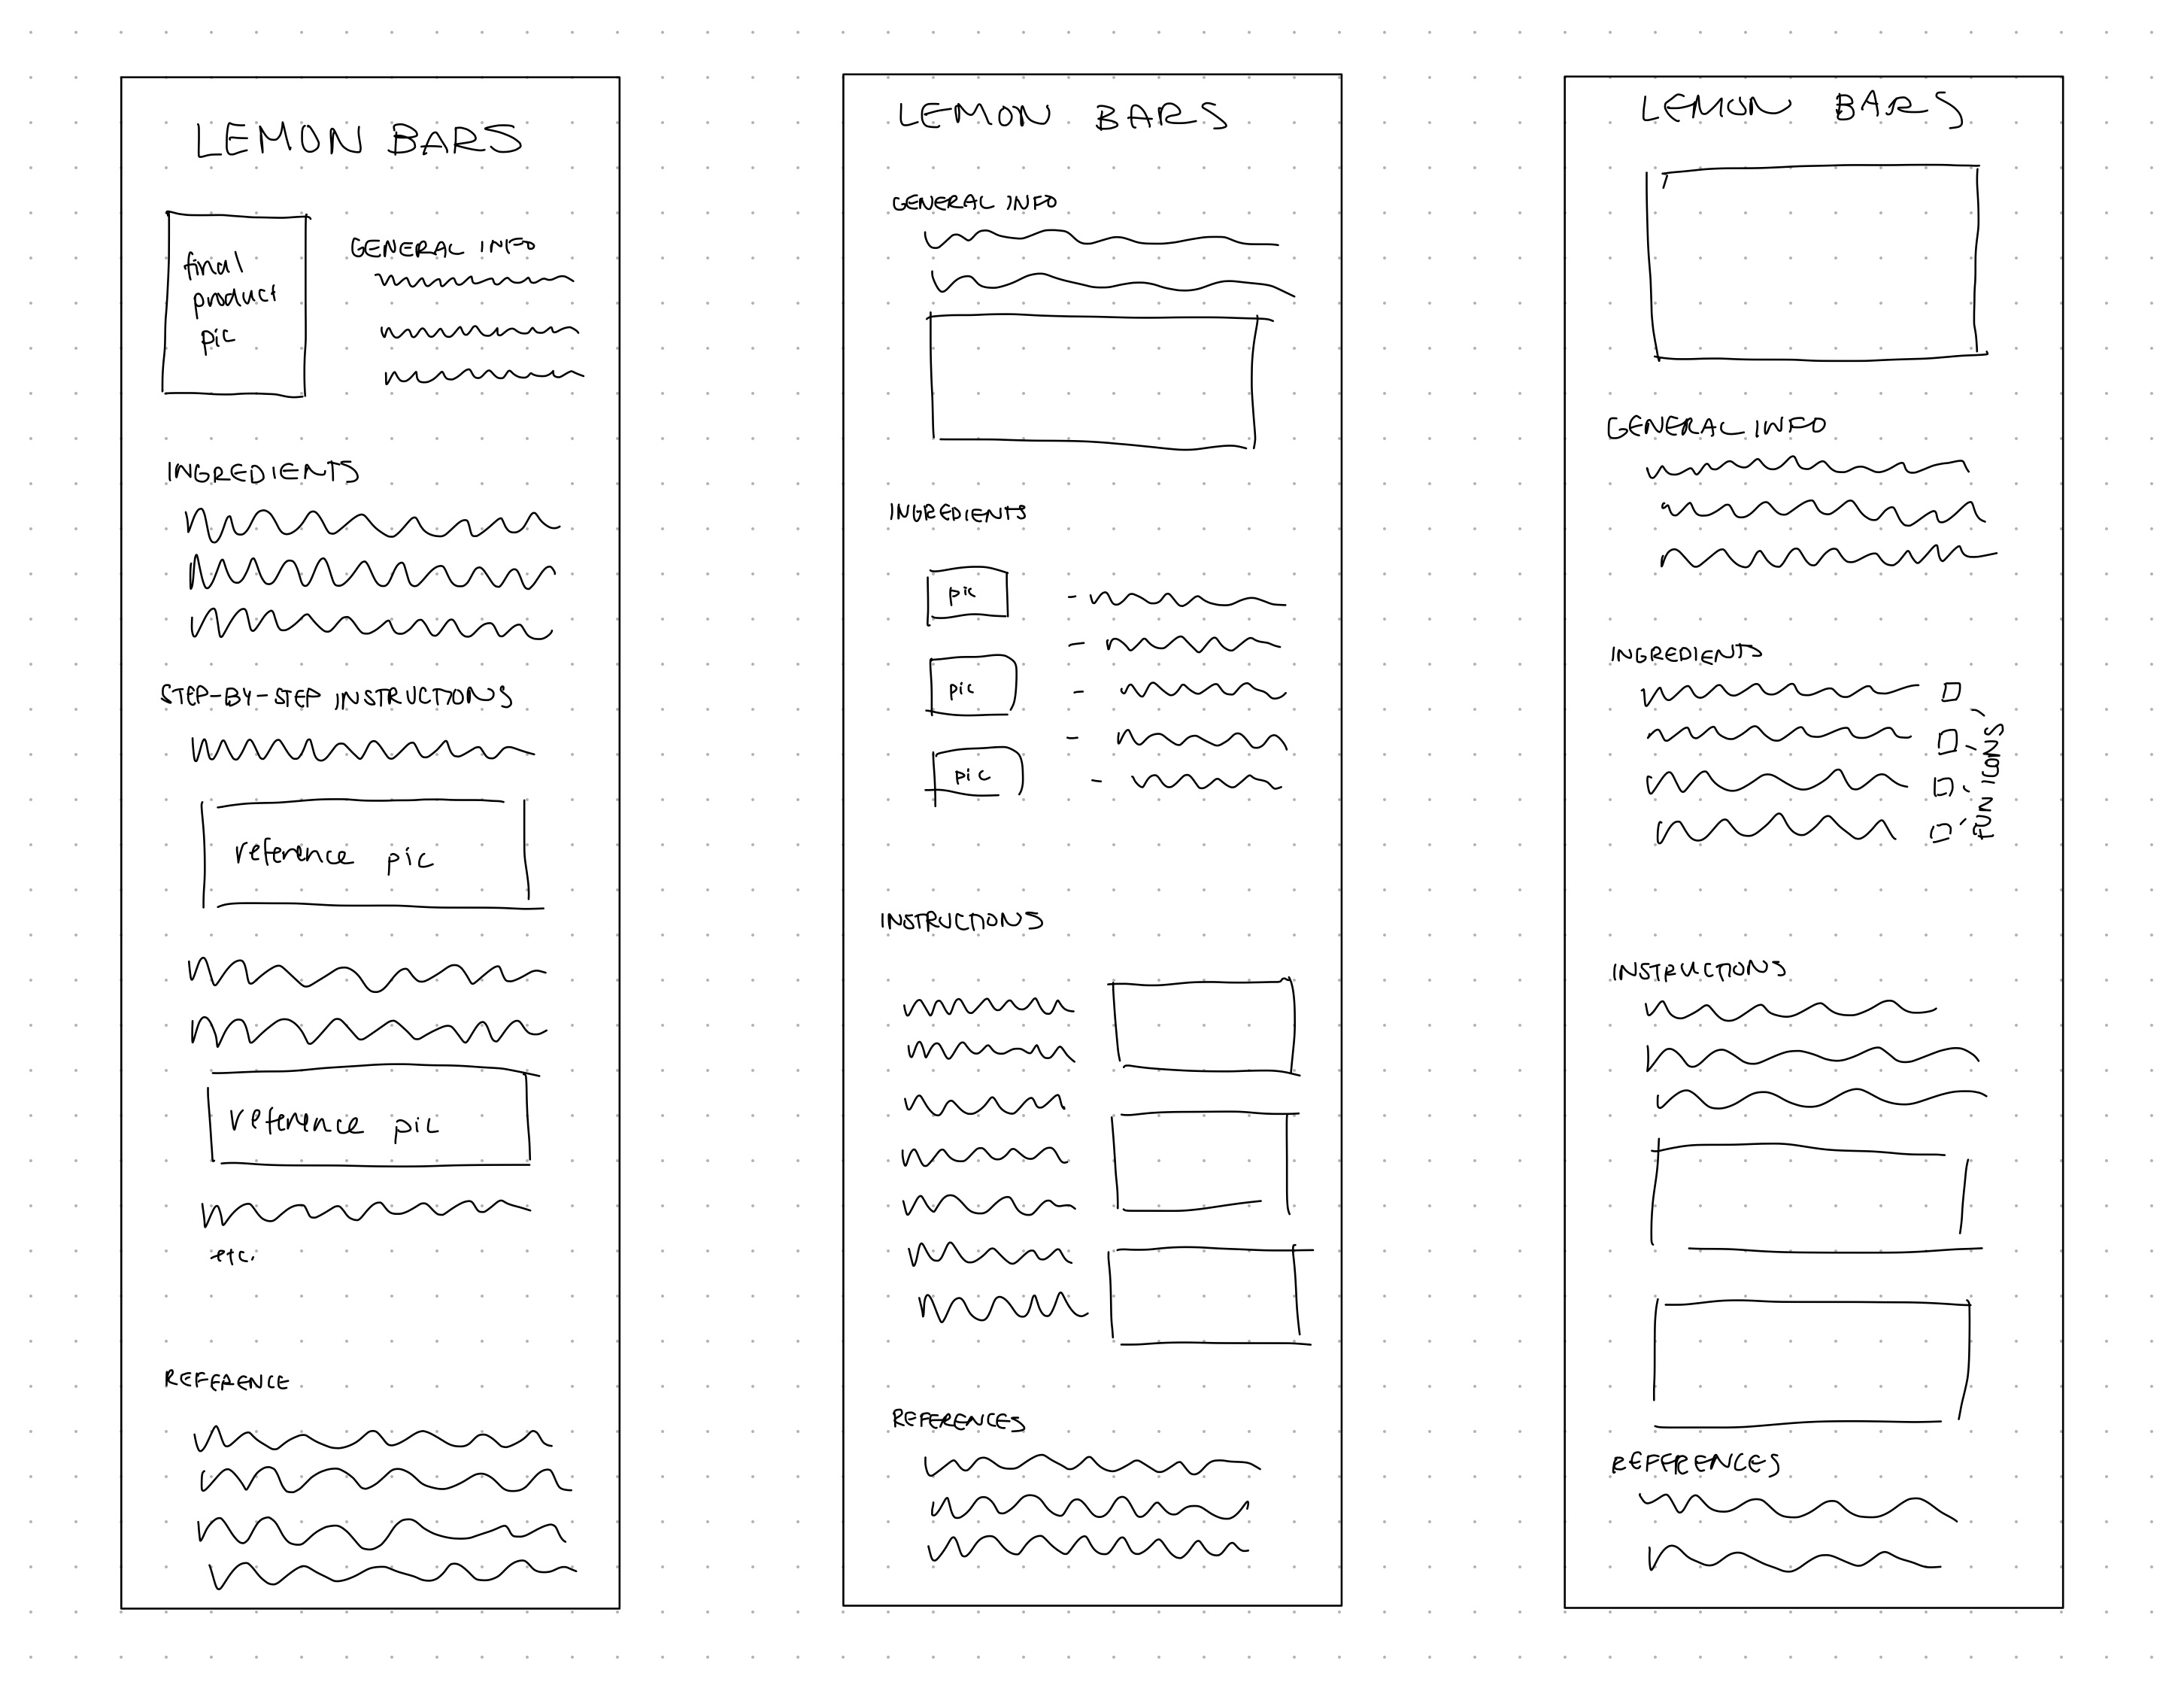 LEMON BARS
final
product
pic
GENERAL INFO
INGREDIENTS
STEP-BY-STEP INSTRUCTIONS
reference pic
reference pic
etc.
REFERENCE
LEMON BARS
GENERAL INFO
INGREDIENTS
pic
pic
pic
INSTRUCTIONS
REFERENCES
LEMON BARS
GENERAL INFO
INGREDIENTS
FUN ICONS
INSTRUCTIONS
REFERENCES